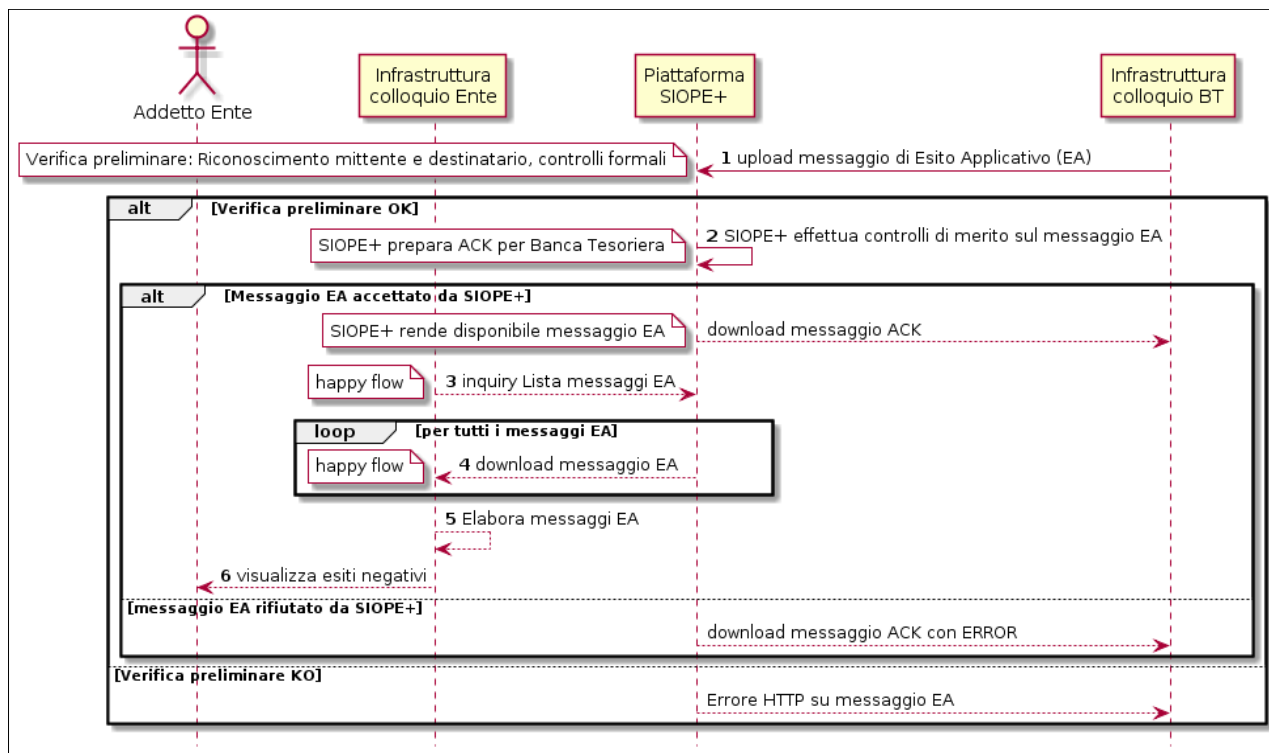 Addetto Ente
Infrastruttura
colloquio Ente
Piattaforma
SIOPE+
Infrastruttura
colloquio BT
Verifica preliminare: Riconoscimento mittente e destinatario, controlli formali
1 upload messaggio di Esito Applicativo (EA)
alt [Verifica preliminare OK]
SIOPE+ prepara ACK per Banca Tesoriera
2 SIOPE+ effettua controlli di merito sul messaggio EA
alt [Messaggio EA accettato da SIOPE+]
SIOPE+ rende disponibile messaggio EA
download messaggio ACK
happy flow
3 inquiry Lista messaggi EA
loop [per tutti i messaggi EA]
happy flow
4 download messaggio EA
5 Elabora messaggi EA
6 visualizza esiti negativi
[messaggio EA rifiutato da SIOPE+]
download messaggio ACK con ERROR
[Verifica preliminare KO]
Errore HTTP su messaggio EA